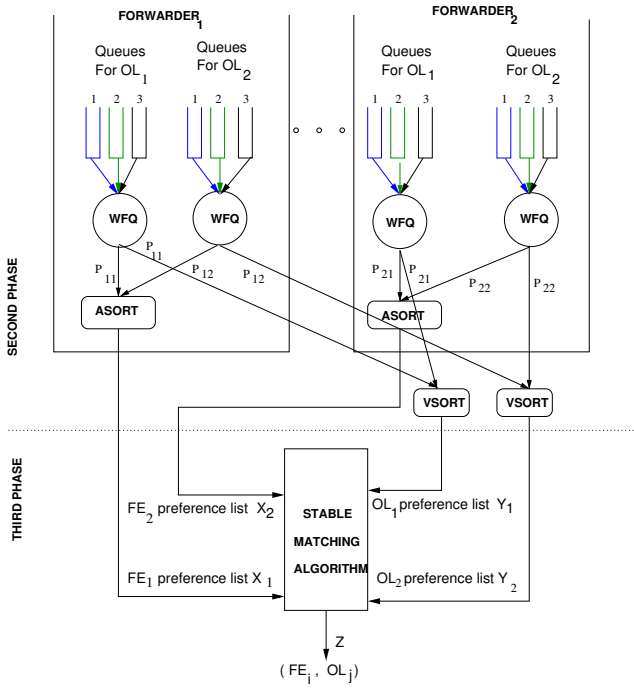 FORWARDER1
FORWARDER2
Queues For OL1
Queues For OL2
Queues For OL1
Queues For OL2
1 2 3
1 2 3
1 2 3
1 2 3
WFQ
WFQ
WFQ
WFQ
P11
P11
P12
P12
P21
P21
P22
P22
SECOND PHASE
ASORT
ASORT
VSORT
VSORT
THIRD PHASE
FE2 preference list X2
OL1 preference list Y1
STABLE
MATCHING
ALGORITHM
FE1 preference list X1
OL2 preference list Y2
Z
( FEi , OLj )